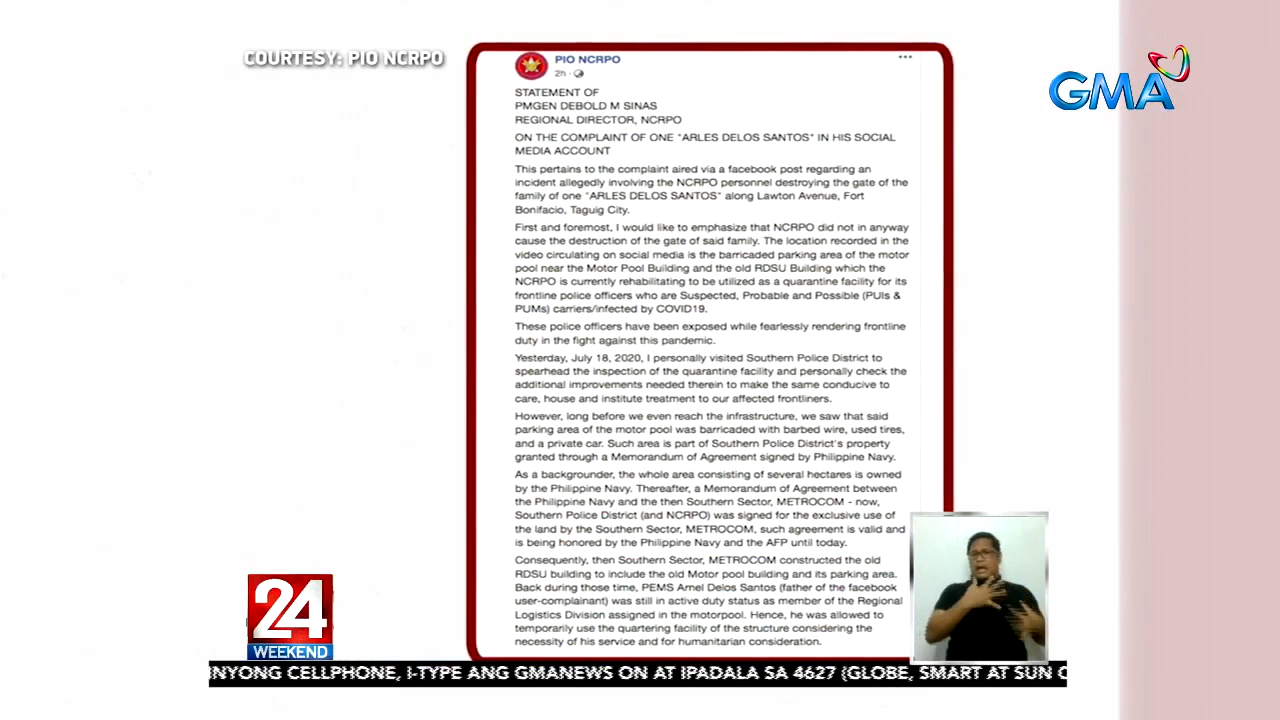 COURTESY: PIO NCRPO
GMA
PIO NCRPO
2h ·
STATEMENT OF
PMGEN DEBOLD M SINAS
REGIONAL DIRECTOR, NCRPO
ON THE COMPLAINT OF ONE "ARLES DELOS SANTOS" IN HIS SOCIAL
MEDIA ACCOUNT
This pertains to the complaint aired via a facebook post regarding an
incident allegedly involving the NCRPO personnel destroying the gate of the
family of one "ARLES DELOS SANTOS" along Lawton Avenue, Fort
Bonifacio, Taguig City.
First and foremost, I would like to emphasize that NCRPO did not in anyway
cause the destruction of the gate of said family. The location recorded in the
video circulating on social media is the barricaded parking area of the motor
pool near the Motor Pool Building and the old RDSU Building which the
NCRPO is currently rehabilitating to be utilized as a quarantine facility for its
frontline police officers who are Suspected, Probable and Possible (PUIs &
PUMs) carriers/infected by COVID19.
These police officers have been exposed while fearlessly rendering frontline
duty in the fight against this pandemic.
Yesterday, July 18, 2020, I personally visited Southern Police District to
spearhead the inspection of the quarantine facility and personally check the
additional improvements needed therein to make the same conducive to
care, house and institute treatment to our affected frontliners.
However, long before we even reach the infrastructure, we saw that said
parking area of the motor pool was barricaded with barbed wire, used tires,
and a private car. Such area is part of Southern Police District's property
granted through a Memorandum of Agreement signed by Philippine Navy.
As a backgrounder, the whole area consisting of several hectares is owned
by the Philippine Navy. Thereafter, a Memorandum of Agreement between
the Philippine Navy and the then Southern Sector, METROCOM - now,
Southern Police District (and NCRPO) was signed for the exclusive use of
the land by the Southern Sector, METROCOM, such agreement is valid and
is being honored by the Philippine Navy and the AFP until today.
Consequently, then Southern Sector, METROCOM constructed the old
RDSU building to include the old Motor pool building and its parking area.
Back during those time, PEMS Arnel Delos Santos (father of the facebook
user-complainant) was still in active duty status as member of the Regional
Logistics Division assigned in the motorpool. Hence, he was allowed to
temporarily use the quartering facility of the structure considering the
necessity of his service and for humanitarian consideration.
24
WEEKEND
INYONG CELLPHONE, I-TYPE ANG GMANEWS ON AT IPADALA SA 4627 (GLOBE, SMART AT SUN